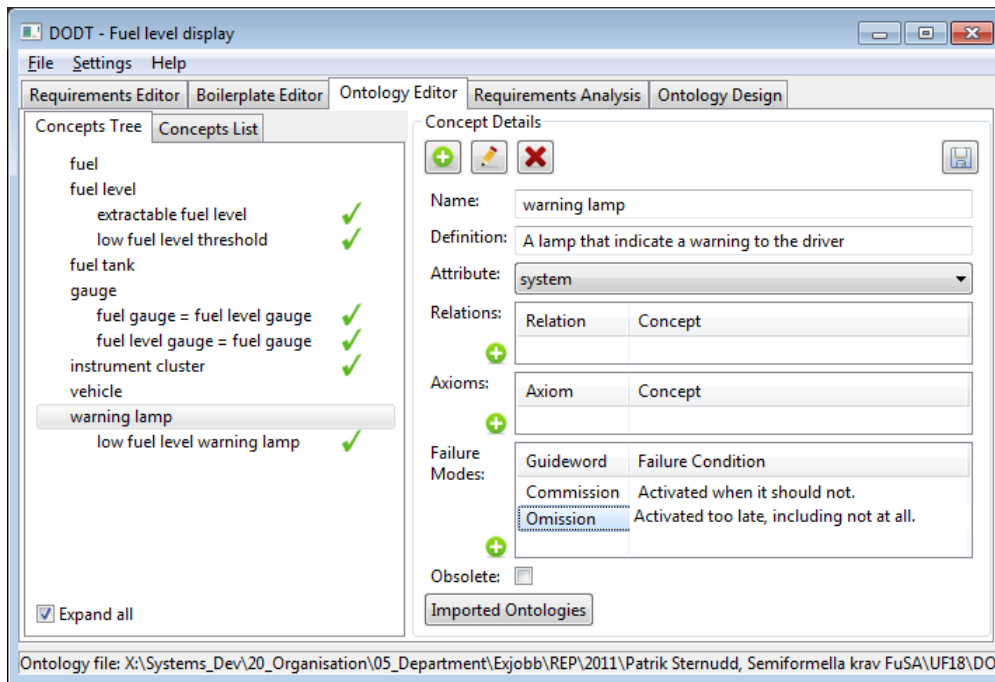 DODT - Fuel level display
File Settings Help
Requirements Editor Boilerplate Editor Ontology Editor Requirements Analysis Ontology Design
Concepts Tree Concepts List
fuel
fuel level
extractable fuel level
low fuel level threshold
fuel tank
gauge
fuel gauge = fuel level gauge
fuel level gauge = fuel gauge
instrument cluster
vehicle
warning lamp
low fuel level warning lamp
Expand all
Concept Details
Name: warning lamp
Definition: A lamp that indicate a warning to the driver
Attribute: system
Relations: Relation Concept
Axioms: Axiom Concept
Failure Modes: Guideword Failure Condition
Commission Activated when it should not.
Omission Activated too late, including not at all.
Obsolete:
Imported Ontologies
Ontology file: X:\Systems_Dev\20_Organisation\05_Department\Exjobb\REP\2011\Patrik Sternudd, Semiformella krav FuSA\UF18\DO